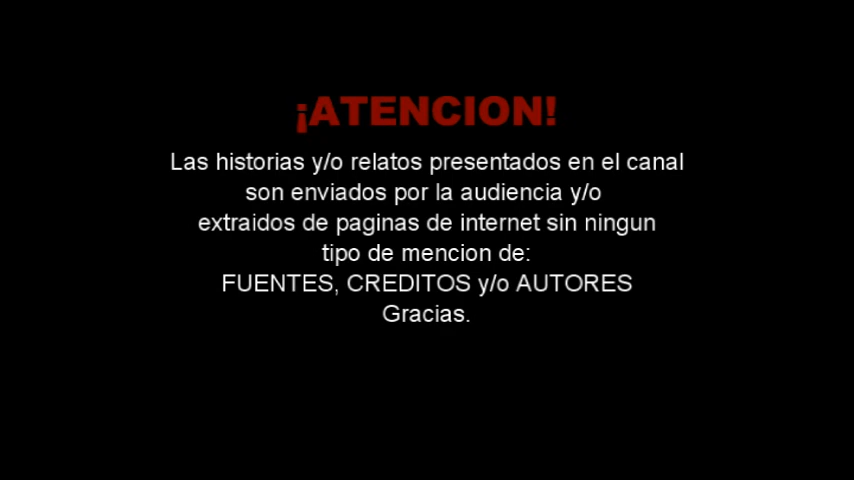 ¡ATENCION!
Las historias y/o relatos presentados en el canal
son enviados por la audiencia y/o
extraidos de paginas de internet sin ningun
tipo de mencion de:
FUENTES, CREDITOS y/o AUTORES
Gracias.